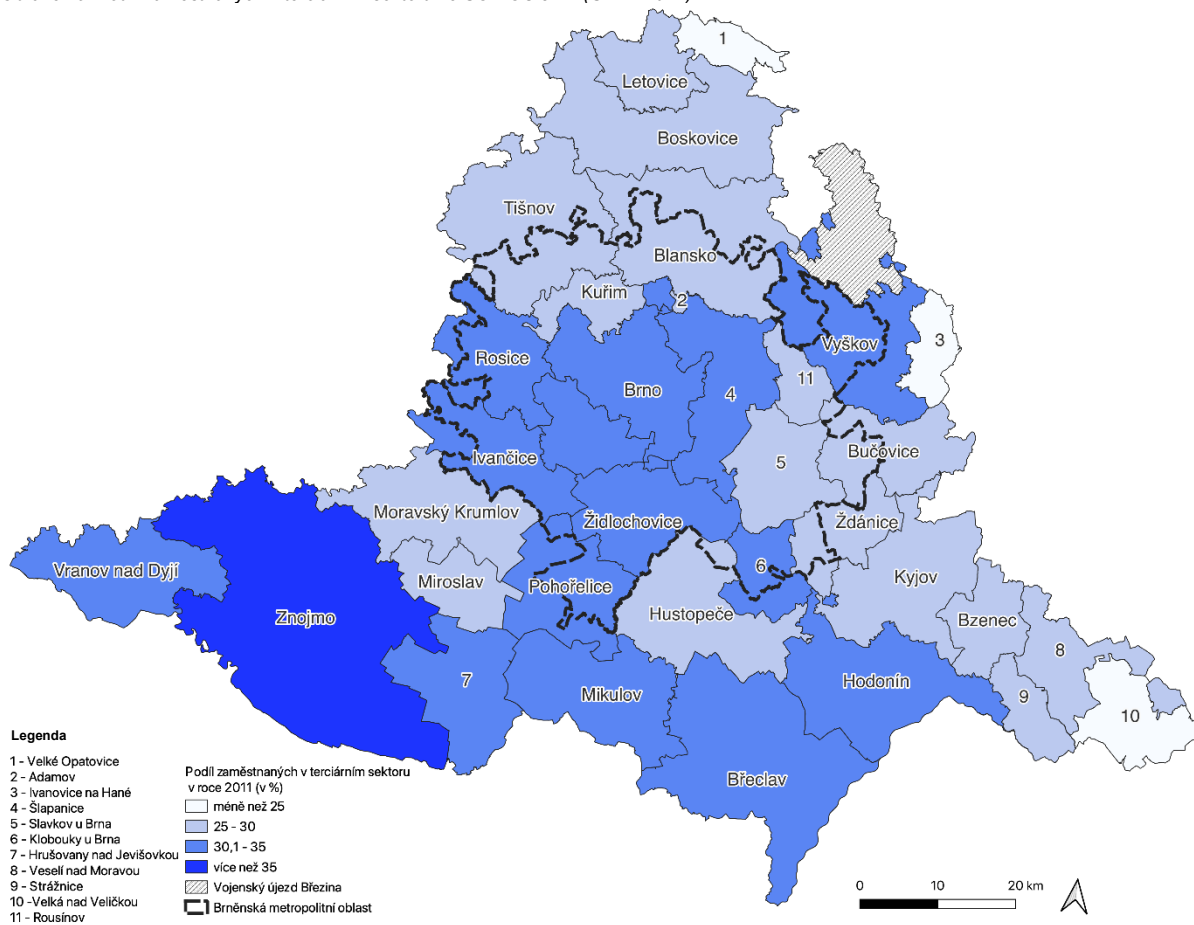 1
Letovice
Boskovice
Tišnov
Blansko
Kuřim
2
Vyškov
3
Rosice
Brno
4
11
Ivančice
5
Bučovice
Moravský Krumlov
Židlochovice
Ždánice
Vranov nad Dyjí
Miroslav
Pohořelice
6
Kyjov
Znojmo
Hustopeče
Bzenec
8
7
Mikulov
Hodonín
9
10
Břeclav
Legenda
1 - Velké Opatovice
2 - Adamov
3 - Ivanovice na Hané
4 - Šlapanice
5 - Slavkov u Brna
6 - Klobouky u Brna
7 - Hrušovany nad Jevišovkou
8 - Veselí nad Moravou
9 - Strážnice
10 -Velká nad Veličkou
11 - Rousínov
Podíl zaměstnaných v terciárním sektoru
v roce 2011 (v %)
méně než 25
25 - 30
30,1 - 35
více než 35
Vojenský újezd Březina
Brněnská metropolitní oblast
0 10 20 km